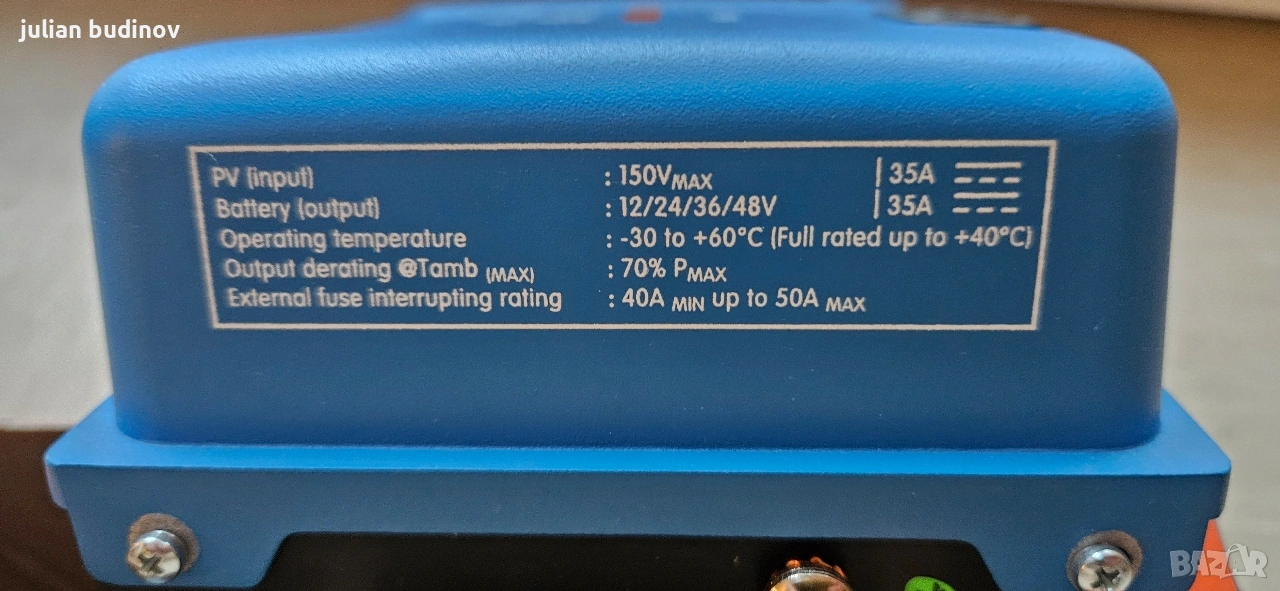 julian budinov
PV (input) : 150VMAX | 35A
Battery (output) : 12/24/36/48V | 35A
Operating temperature : -30 to +60°C (Full rated up to +40°C)
Output derating @Tamb (MAX) : 70% PMAX
External fuse interrupting rating : 40A MIN up to 50A MAX
BAZAR